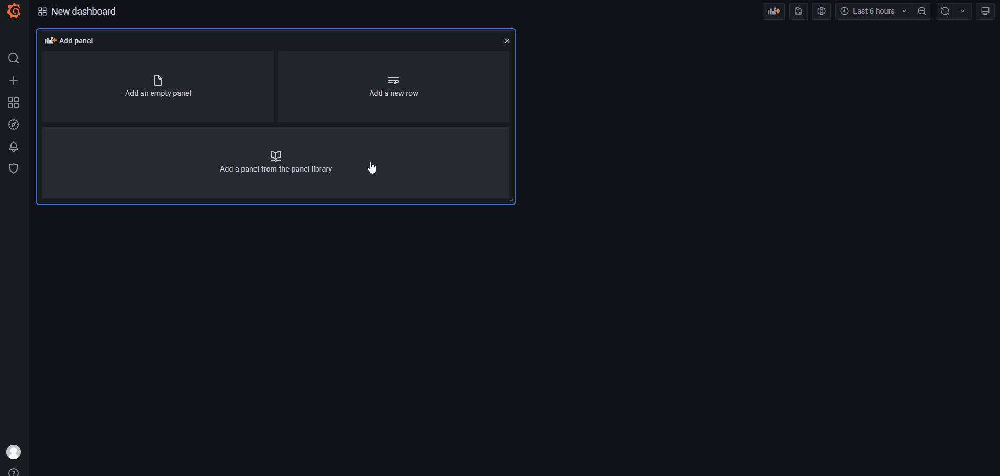 New dashboard
Last 6 hours
Add panel
Add an empty panel
Add a new row
Add a panel from the panel library